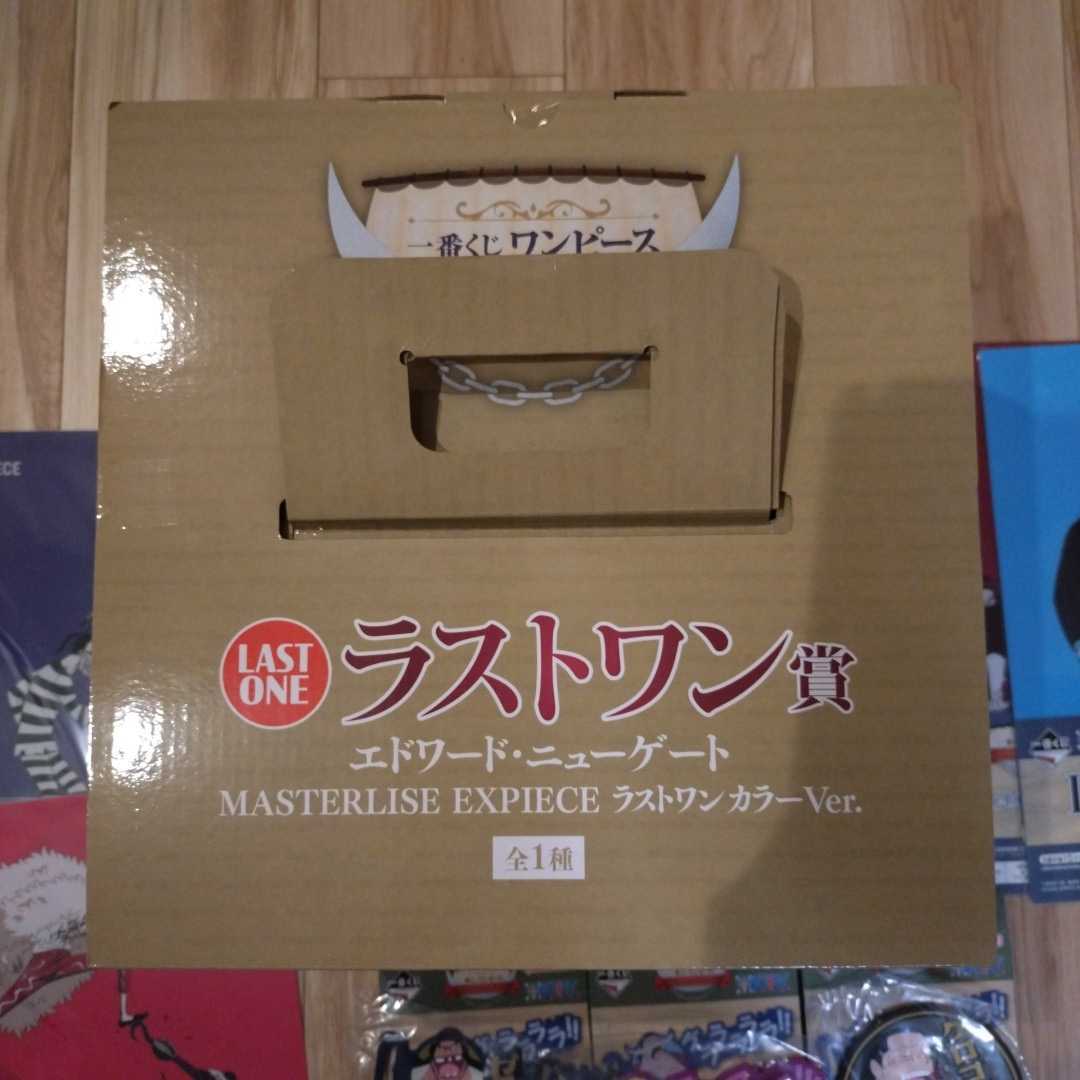 一番くじ ワンピース
LAST ONE
ラストワン賞
エドワード・ニューゲート
MASTERLISE EXPIECE ラストワン カラーVer.
全1種